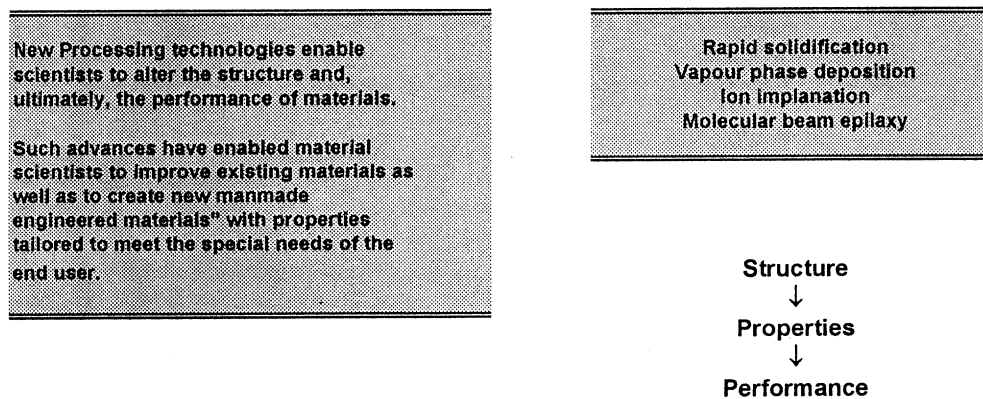 New Processing technologies enable
scientists to alter the structure and,
ultimately, the performance of materials.
Such advances have enabled material
scientists to improve existing materials as
well as to create new manmade
engineered materials" with properties
tailored to meet the special needs of the
end user.
Rapid solidification
Vapour phase deposition
Ion implanation
Molecular beam epilaxy
Structure
↓
Properties
↓
Performance